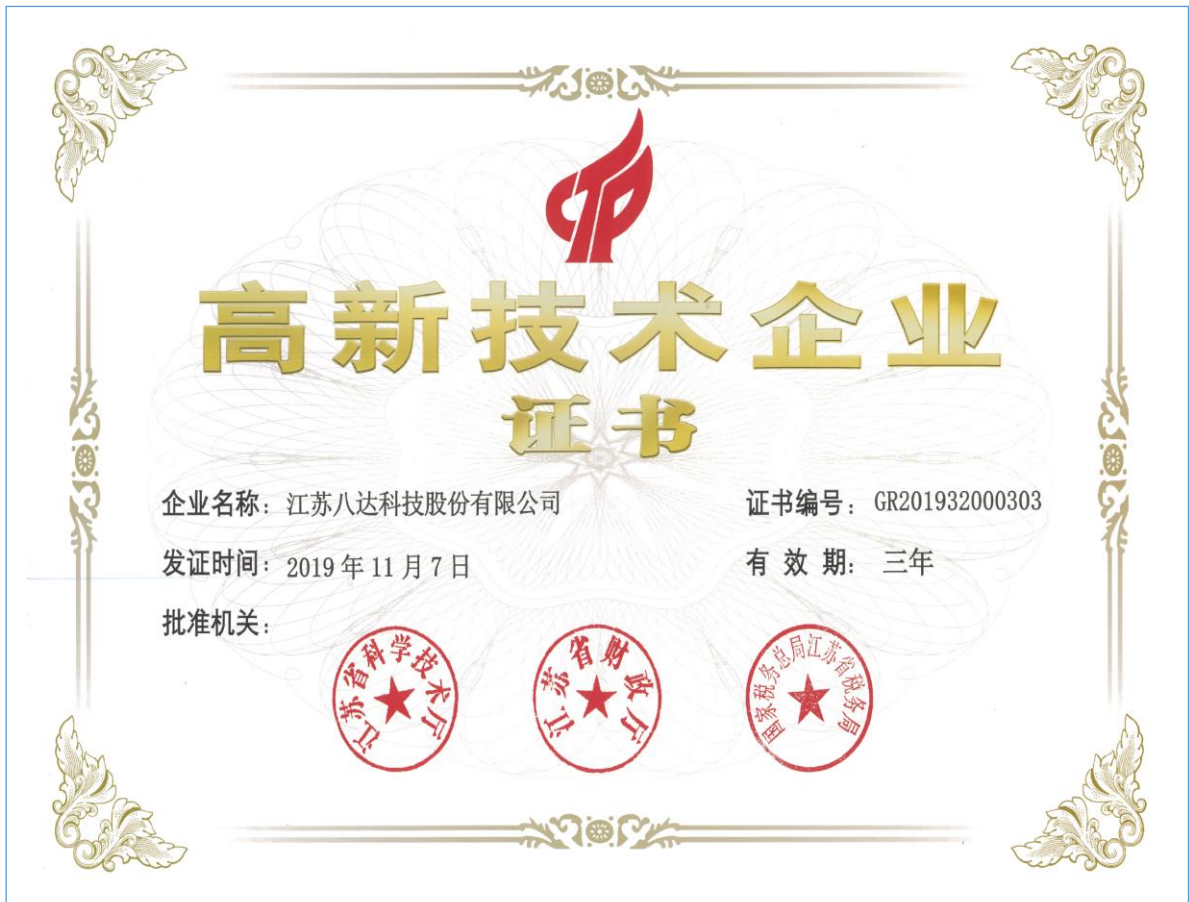 高新技术企业
证书
企业名称：江苏八达科技股份有限公司 证书编号：GR201932000303
发证时间：2019年11月7日 有效期：三年
批准机关：
江苏省科学技术厅 江苏省财政厅 国家税务总局江苏省税务局